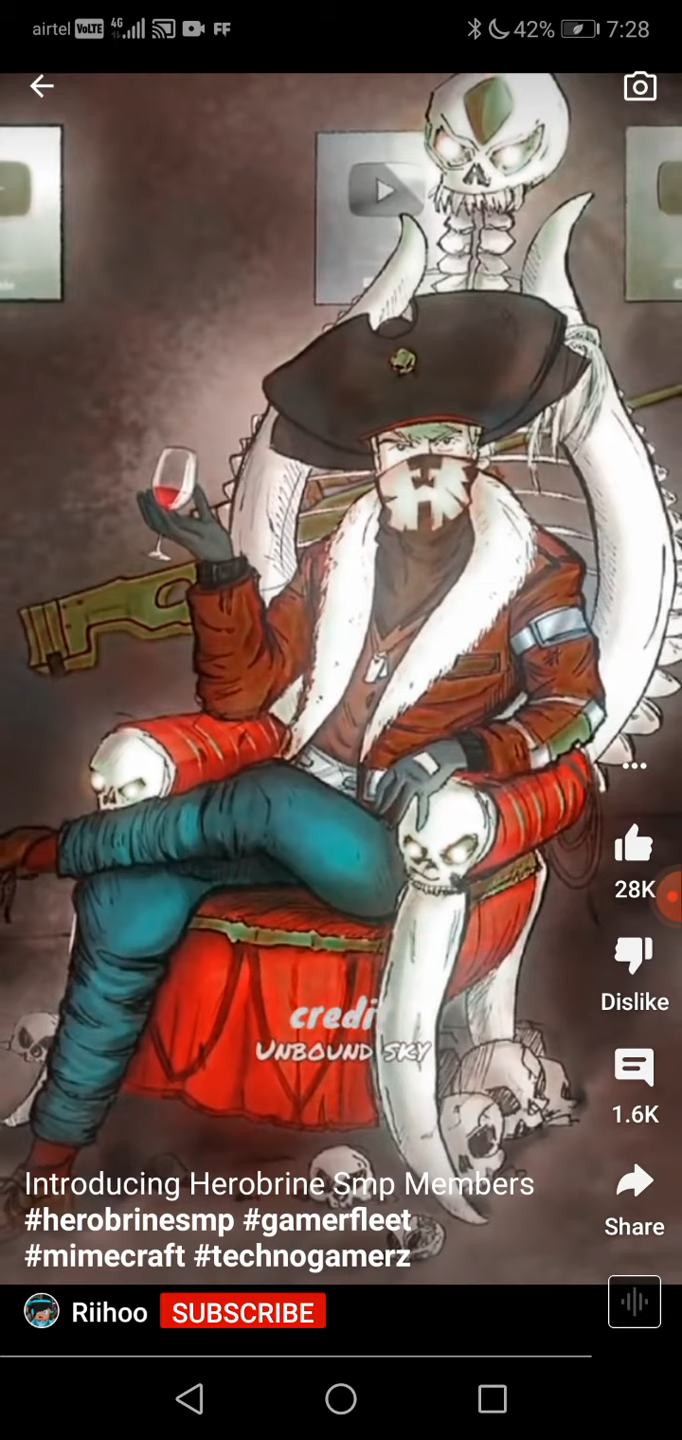 airtel VoLTE 4G FF 42% 7:28
28K
Dislike
credi
UNBOUND SKY
1.6K
Introducing Herobrine Smp Members
#herobrinesmp #gamerfleet
#mimecraft #technogamerz
Share
Riihoo SUBSCRIBE